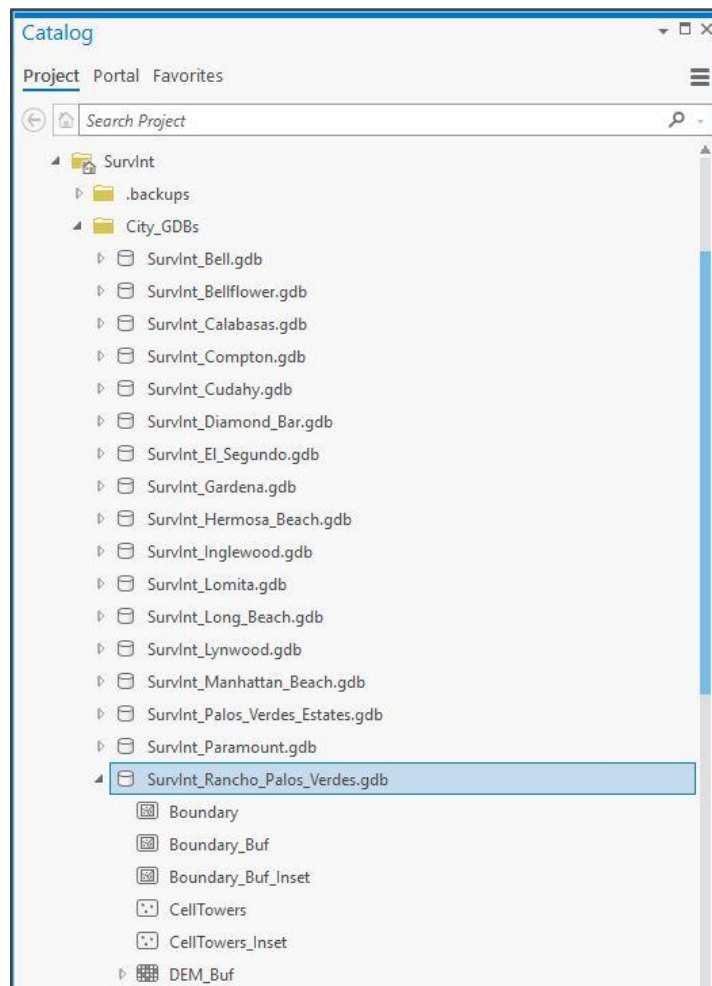 Catalog
Project Portal Favorites
Search Project
SurvInt
.backups
City_GDBs
SurvInt_Bell.gdb
SurvInt_Bellflower.gdb
SurvInt_Calabasas.gdb
SurvInt_Compton.gdb
SurvInt_Cudahy.gdb
SurvInt_Diamond_Bar.gdb
SurvInt_El_Segundo.gdb
SurvInt_Gardena.gdb
SurvInt_Hermosa_Beach.gdb
SurvInt_Inglewood.gdb
SurvInt_Lomita.gdb
SurvInt_Long_Beach.gdb
SurvInt_Lynwood.gdb
SurvInt_Manhattan_Beach.gdb
SurvInt_Palos_Verdes_Estates.gdb
SurvInt_Paramount.gdb
SurvInt_Rancho_Palos_Verdes.gdb
Boundary
Boundary_Buf
Boundary_Buf_Inset
CellTowers
CellTowers_Inset
DEM_Buf